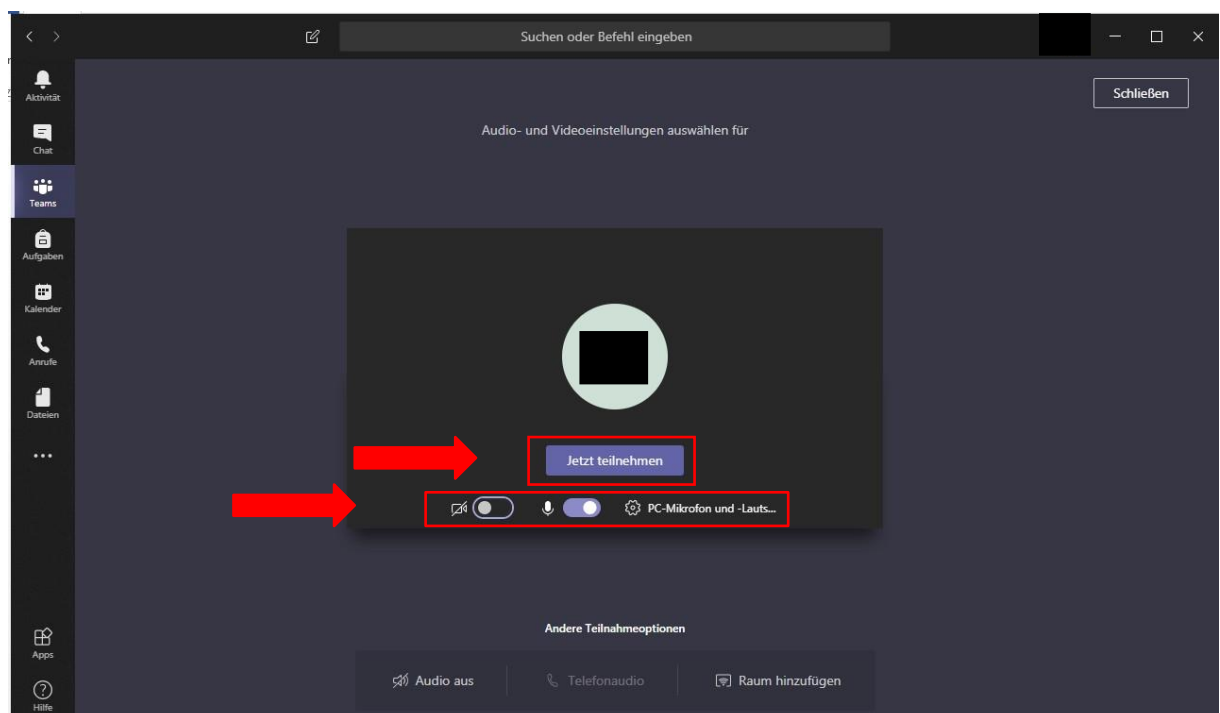 Suchen oder Befehl eingeben
Aktivität
Chat
Teams
Aufgaben
Kalender
Anrufe
Dateien
Apps
Hilfe
Schließen
Audio- und Videoeinstellungen auswählen für
Jetzt teilnehmen
PC-Mikrofon und -Lauts...
Andere Teilnahmeoptionen
Audio aus
Telefonaudio
Raum hinzufügen